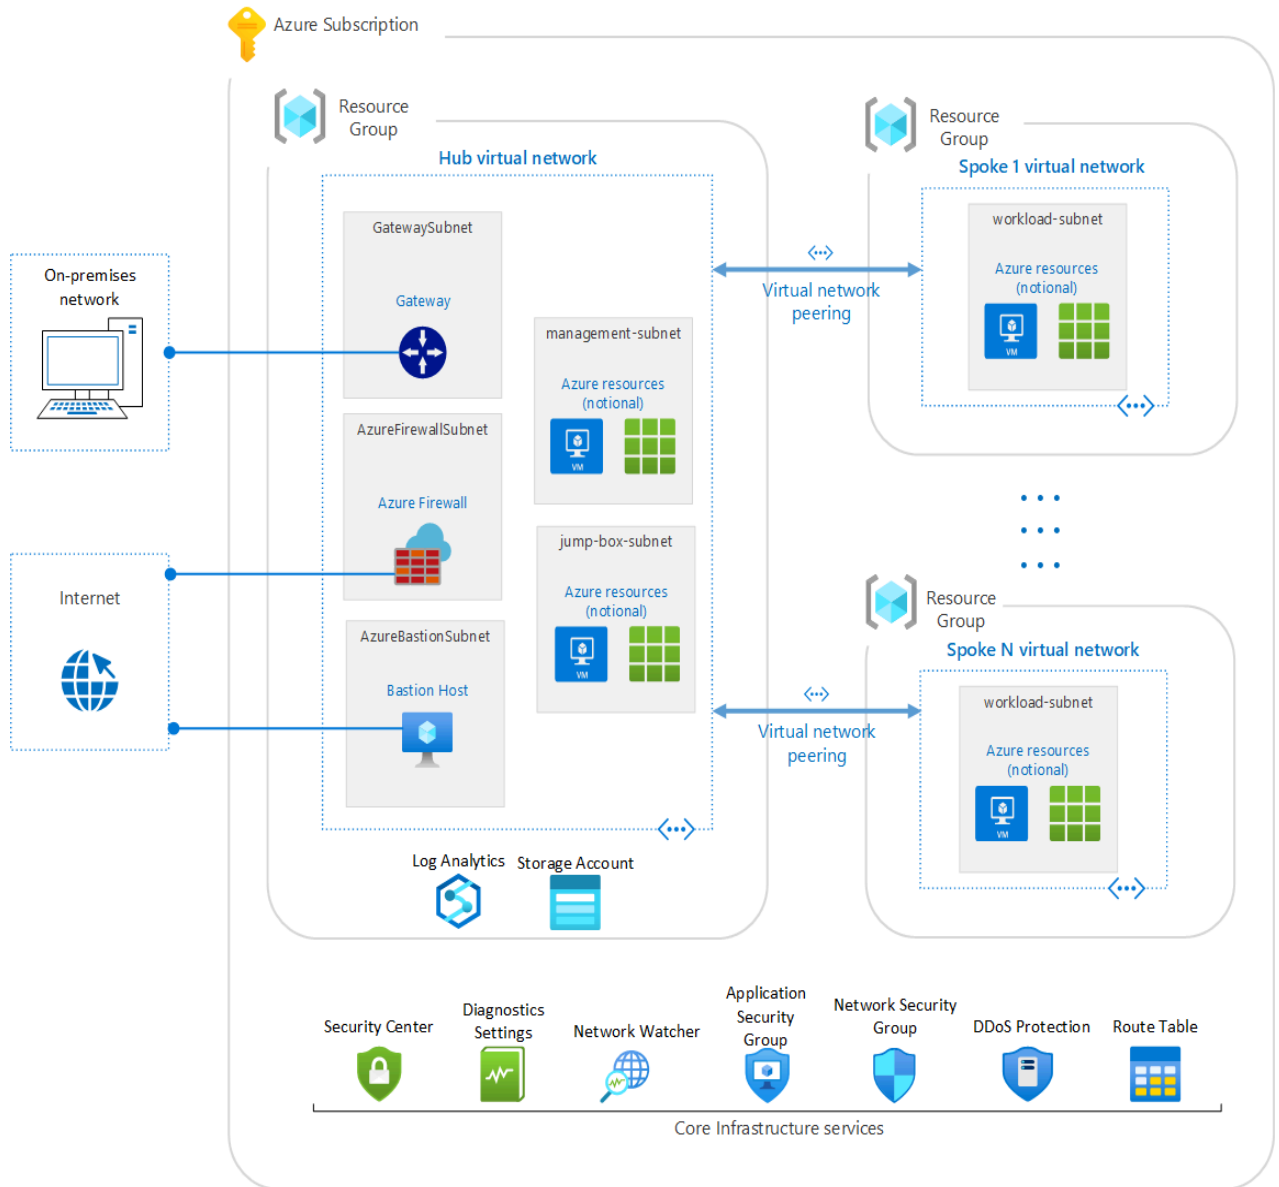 Azure Subscription
Resource
Group
Hub virtual network
GatewaySubnet
Gateway
AzureFirewallSubnet
Azure Firewall
AzureBastionSubnet
Bastion Host
management-subnet
Azure resources
(notional)
VM
jump-box-subnet
Azure resources
(notional)
VM
Log Analytics
Storage Account
On-premises
network
Internet
Virtual network
peering
Virtual network
peering
Resource
Group
Spoke 1 virtual network
workload-subnet
Azure resources
(notional)
VM
Resource
Group
Spoke N virtual network
workload-subnet
Azure resources
(notional)
VM
Security Center
Diagnostics
Settings
Network Watcher
Application
Security
Group
Network Security
Group
DDoS Protection
Route Table
Core Infrastructure services